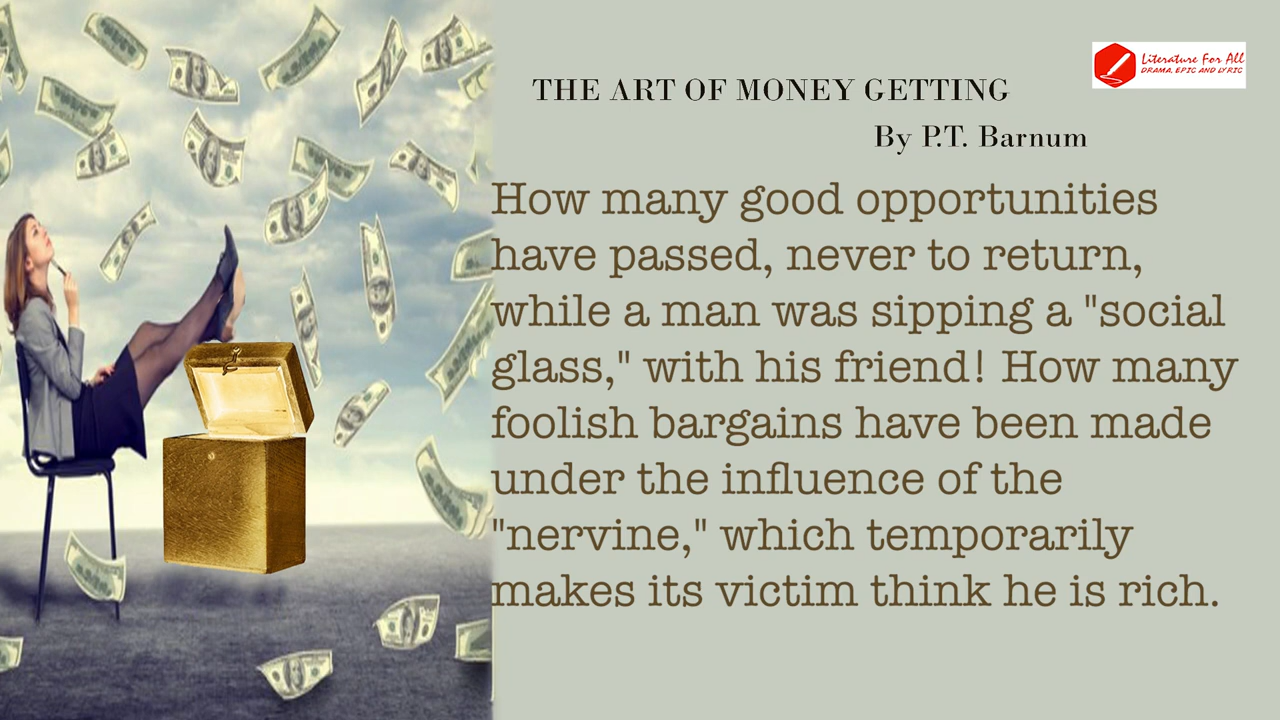 THE ART OF MONEY GETTING
Literature For All
DRAMA, EPIC AND LYRIC
By P.T. Barnum
How many good opportunities
have passed, never to return,
while a man was sipping a "social
glass," with his friend! How many
foolish bargains have been made
under the influence of the
"nervine," which temporarily
makes its victim think he is rich.